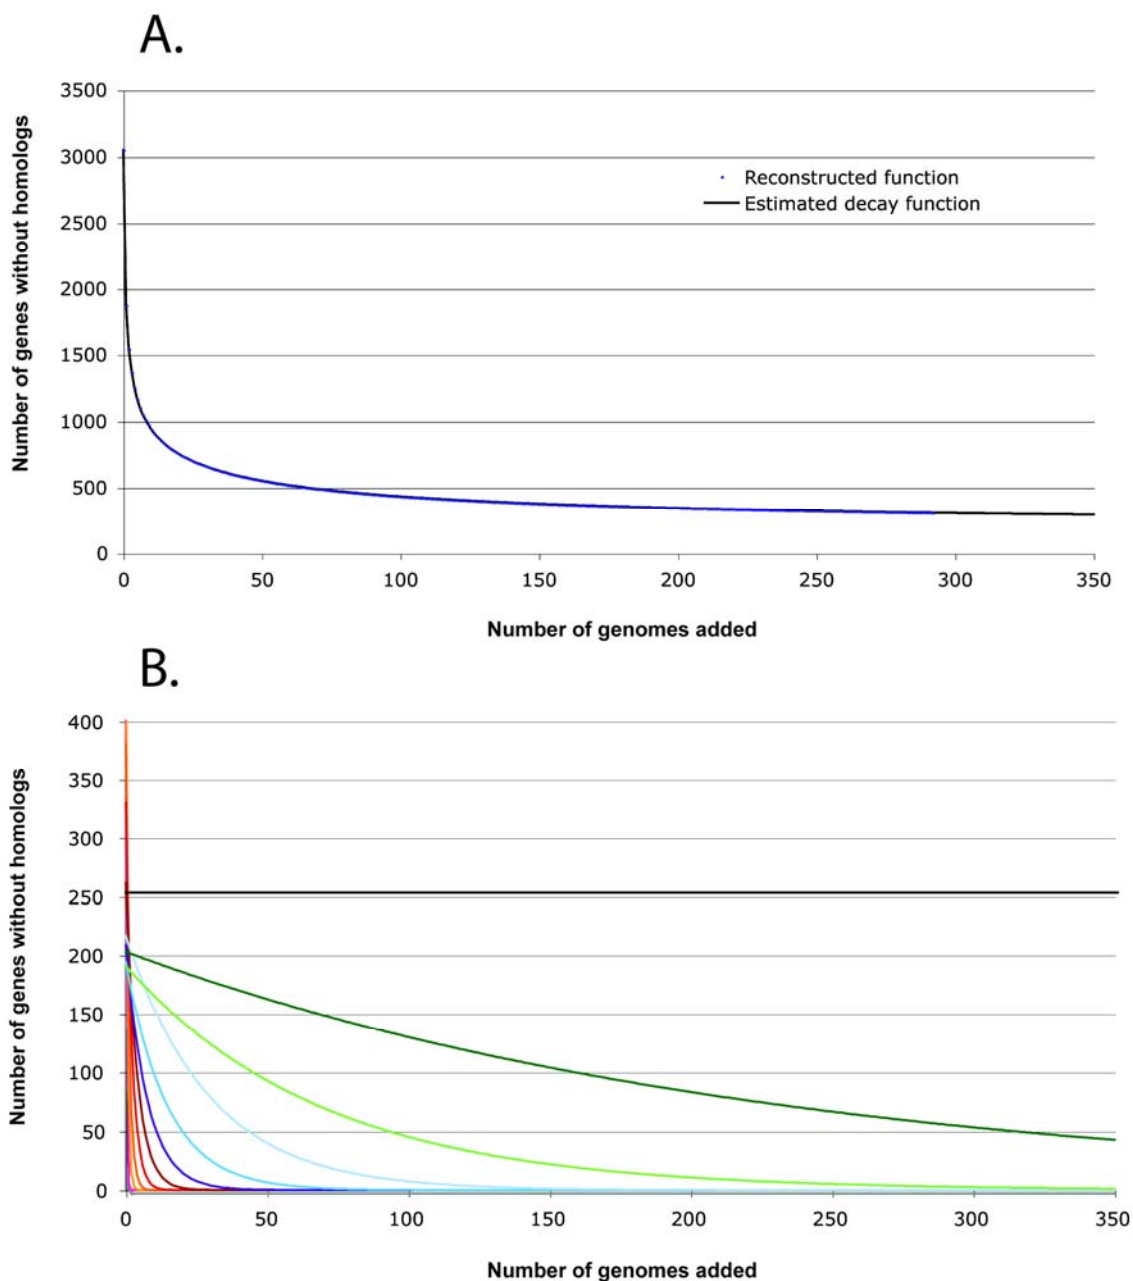 A.
3500
3000
2500
2000
1500
1000
500
0
Number of genes without homologs
Reconstructed function
Estimated decay function
0 50 100 150 200 250 300 350
Number of genomes added
B.
400
350
300
250
200
150
100
50
0
Number of genes without homologs
0 50 100 150 200 250 300 350
Number of genomes added